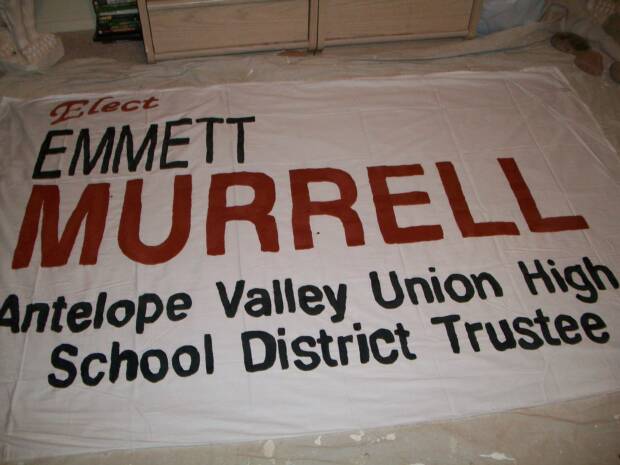 Elect
EMMETT
MURRELL
Antelope Valley Union High
School District Trustee